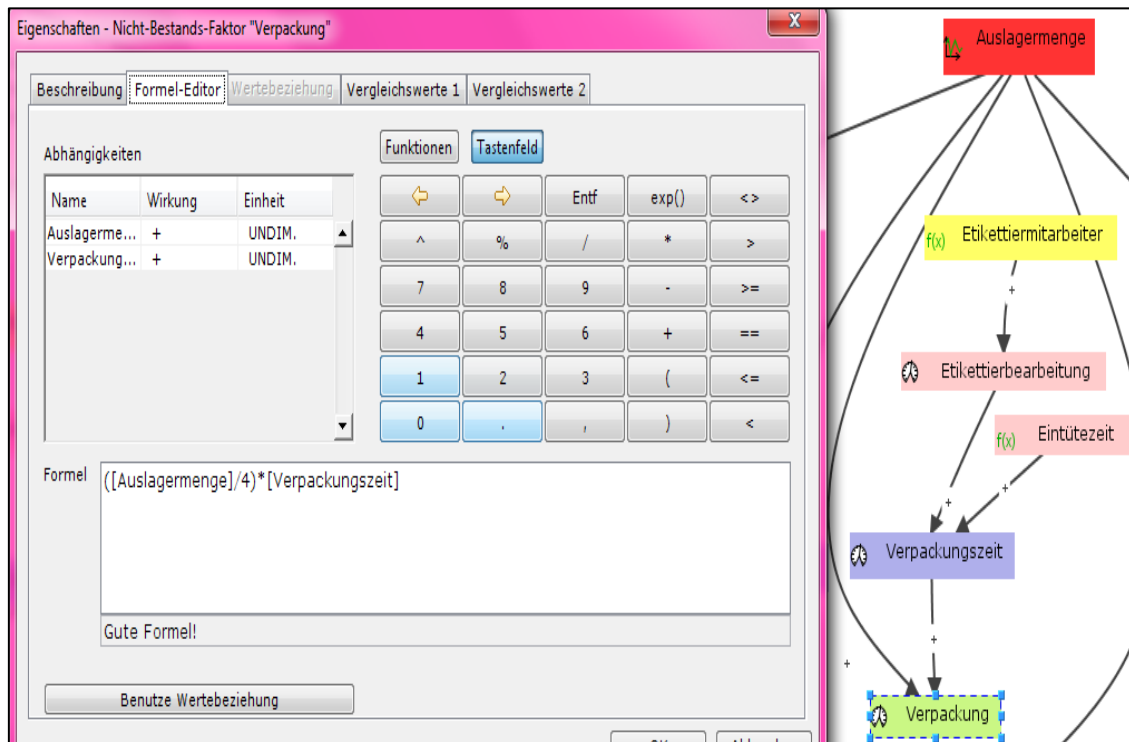 Eigenschaften - Nicht-Bestands-Faktor "Verpackung"
X
Beschreibung Formel-Editor Wertebeziehung Vergleichswerte 1 Vergleichswerte 2
Abhängigkeiten
Funktionen Tastenfeld
Name Wirkung Einheit
Auslagerme... + UNDIM.
Verpackung... + UNDIM.
Entf exp() <>
^ % / * >
7 8 9 - >=
4 5 6 + ==
1 2 3 ( <=
0 . , ) <
Formel
([Auslagermenge]/4)*[Verpackungszeit]
Gute Formel!
Benutze Wertebeziehung
Auslagermenge
f(x) Etikettiermitarbeiter
+
Etikettierbearbeitung
f(x) Eintütezeit
+
+
Verpackungszeit
+
+
Verpackung